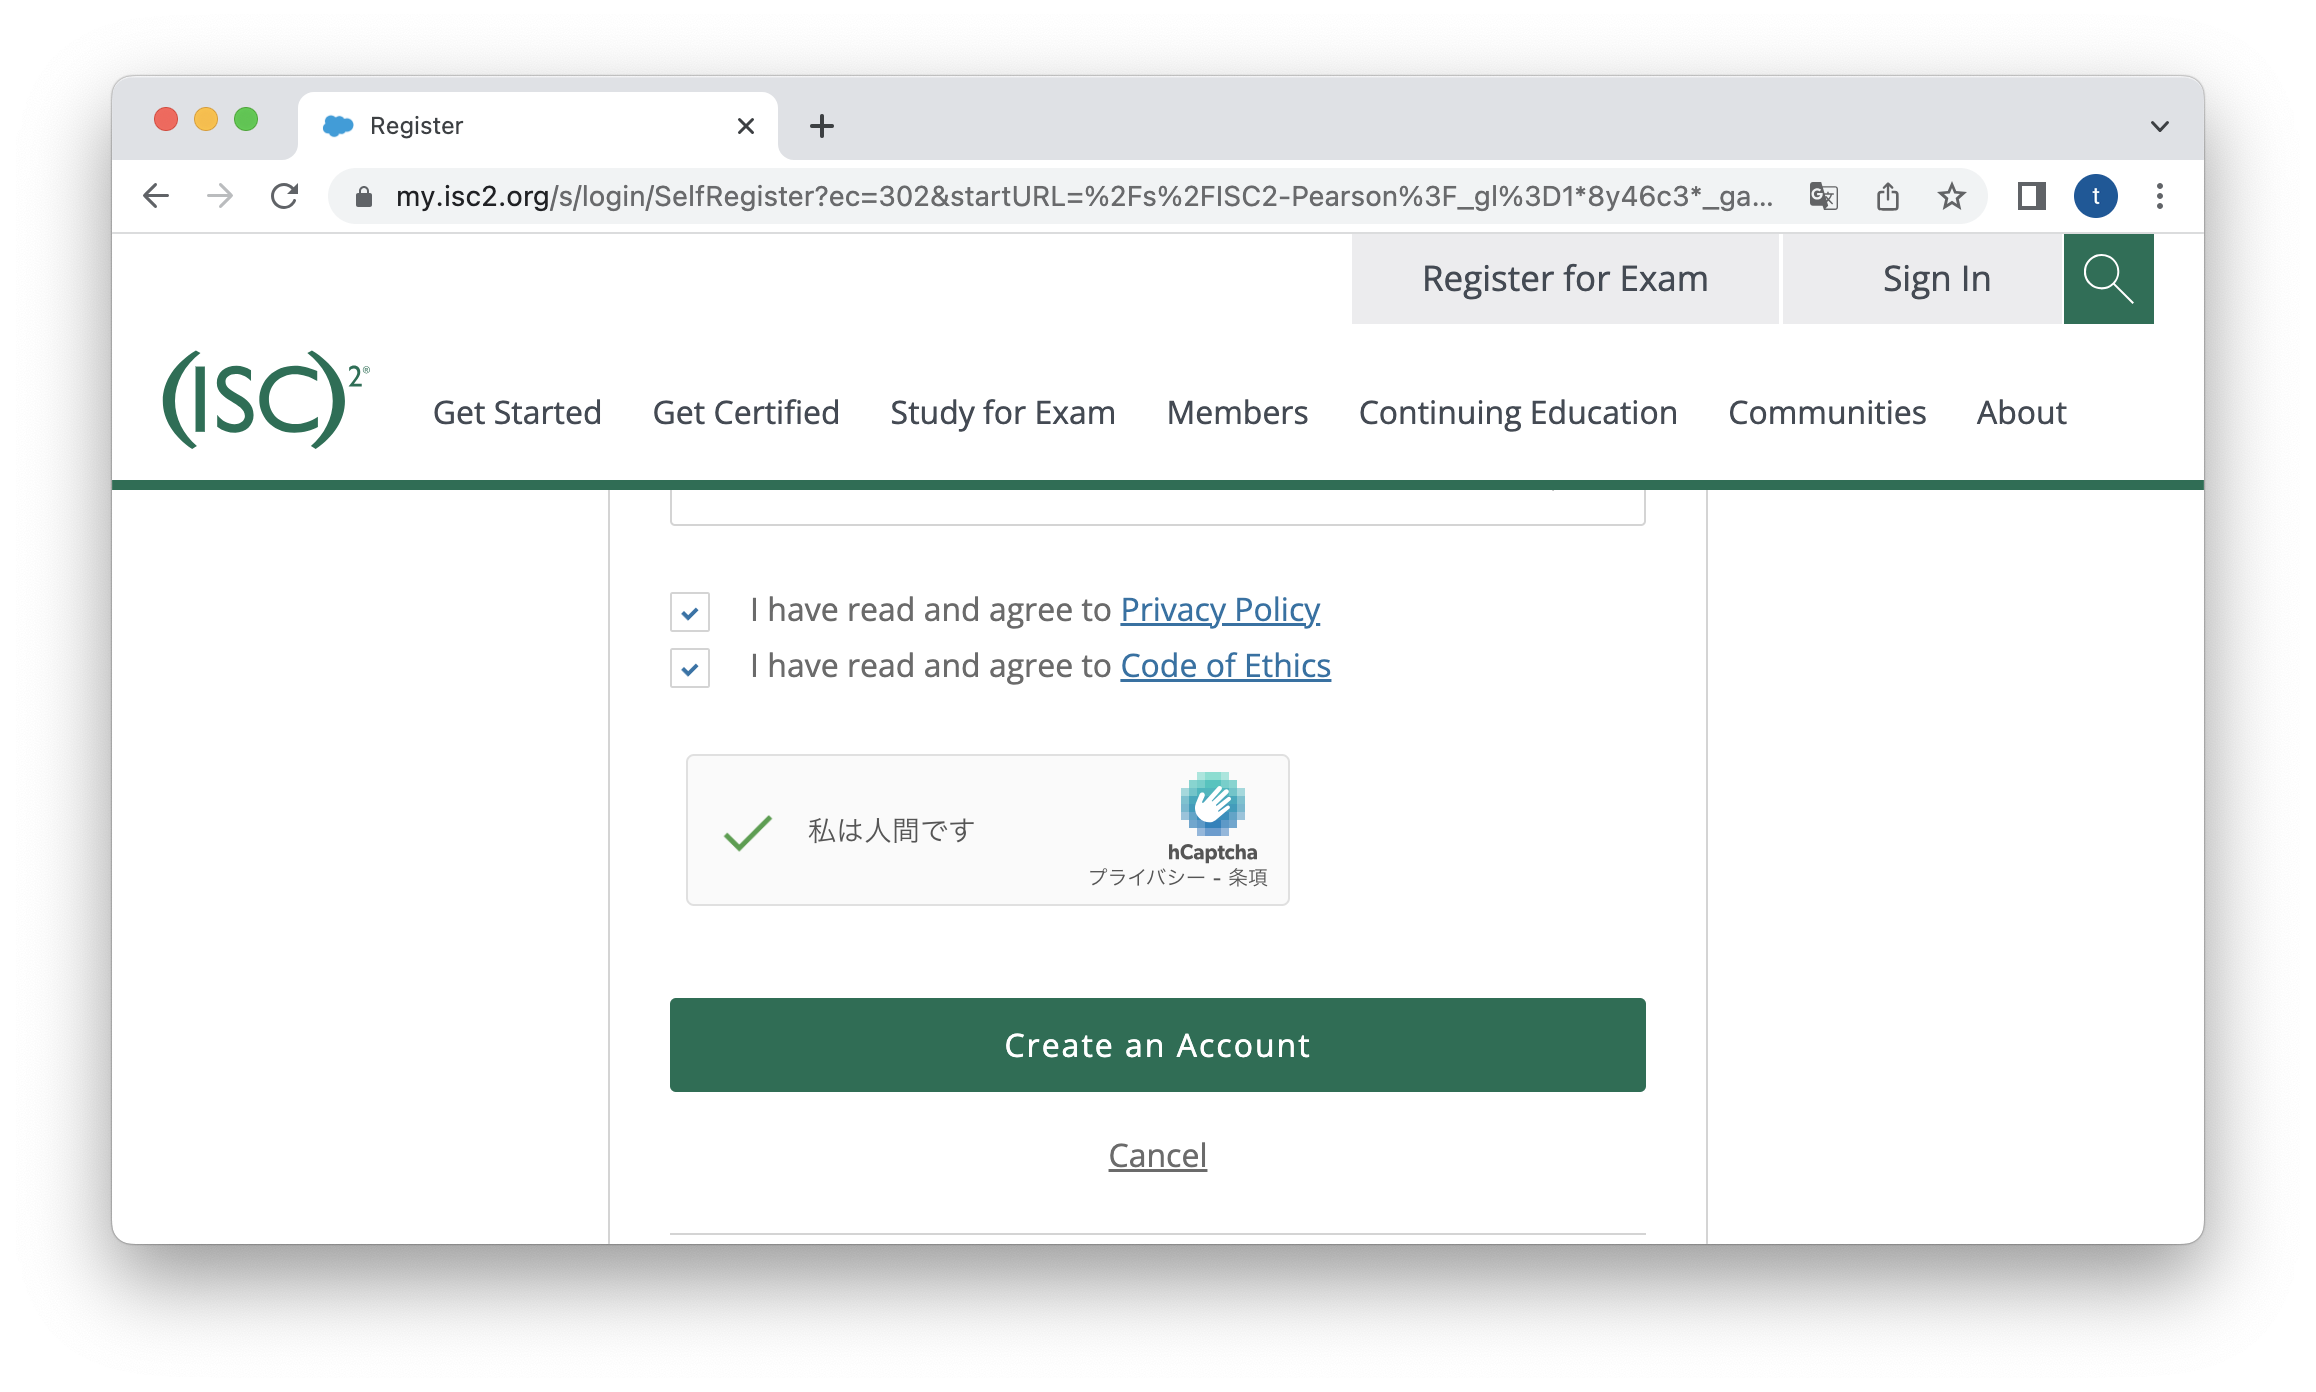 Register
my.isc2.org/s/login/SelfRegister?ec=302&startURL=%2Fs%2FISC2-Pearson%3F_gl%3D1*8y46c3*_ga...
t
Register for Exam
Sign In
(ISC)²®
Get Started
Get Certified
Study for Exam
Members
Continuing Education
Communities
About
I have read and agree to Privacy Policy
I have read and agree to Code of Ethics
私は人間です
hCaptcha
プライバシー - 条項
Create an Account
Cancel